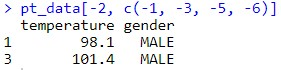 > pt_data[-2, c(-1, -3, -5, -6)]
temperature gender
1 98.1 MALE
3 101.4 MALE